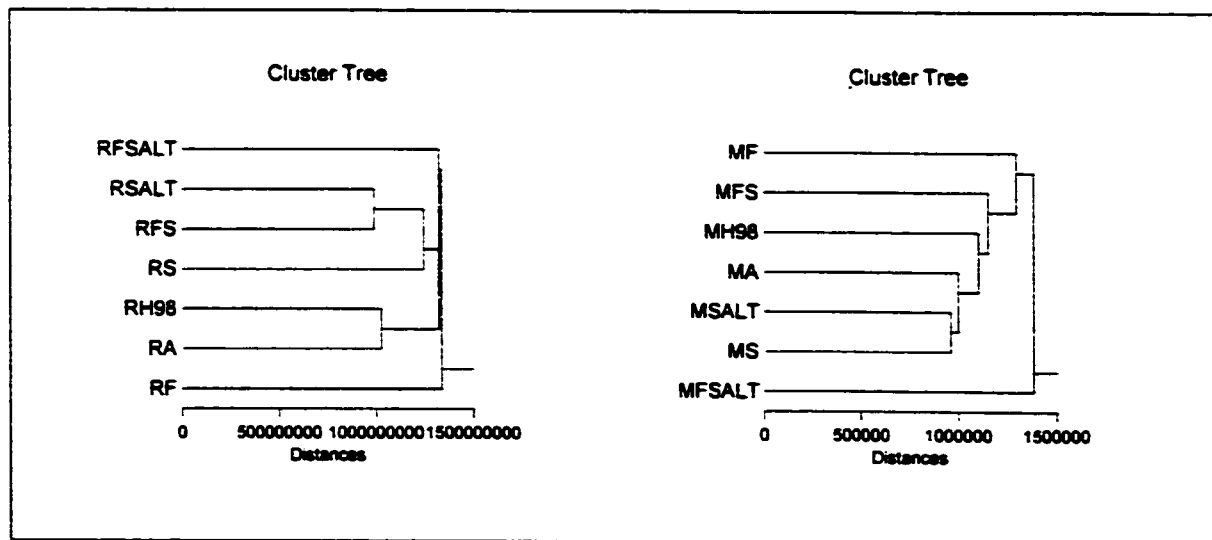 Cluster Tree
RFSALT
RSALT
RFS
RS
RH98
RA
RF
0 500000000 1000000000 1500000000
Distances
Cluster Tree
MF
MFS
MH98
MA
MSALT
MS
MFSALT
0 500000 1000000 1500000
Distances